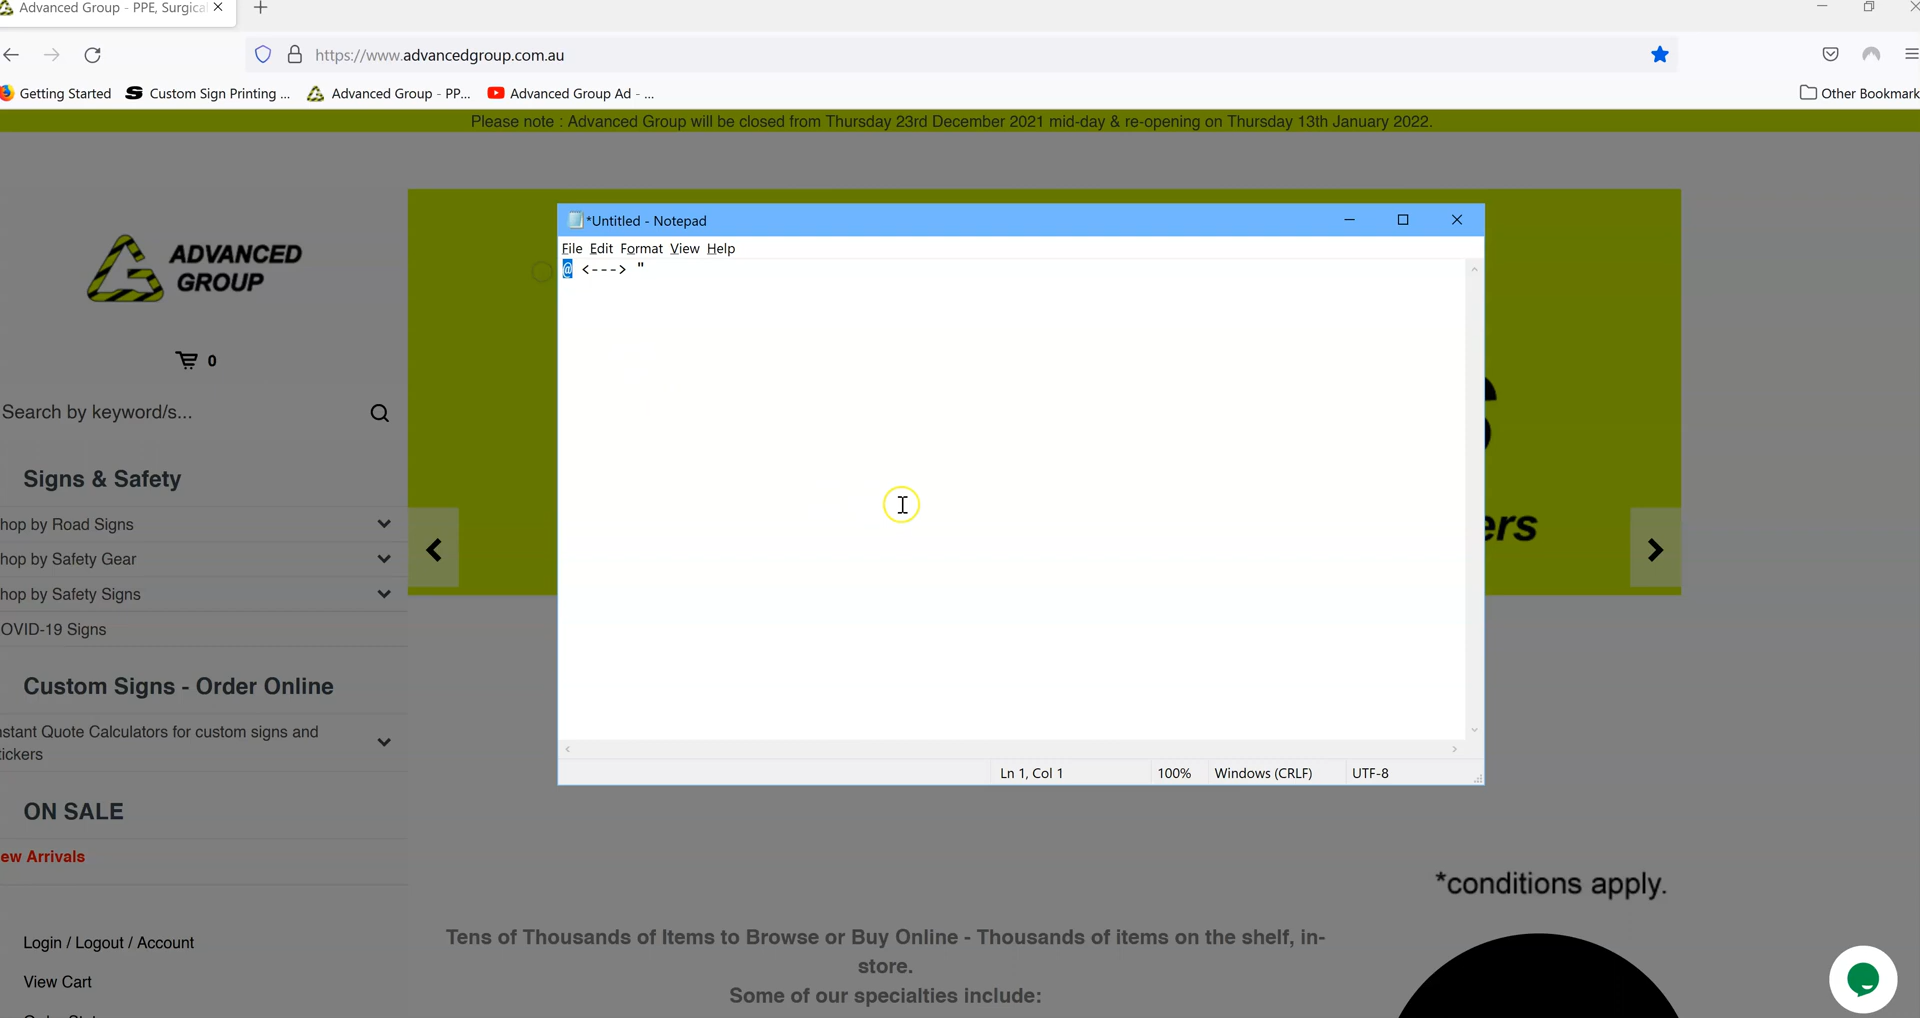 Advanced Group - PPE, Surgica
https://www.advancedgroup.com.au
Getting Started
Custom Sign Printing ...
Advanced Group - PP...
Advanced Group Ad - ...
Other Bookmark
Please note : Advanced Group will be closed from Thursday 23rd December 2021 mid-day & re-opening on Thursday 13th January 2022.
ADVANCED
GROUP
0
Search by keyword/s...
Signs & Safety
hop by Road Signs
hop by Safety Gear
hop by Safety Signs
OVID-19 Signs
Custom Signs - Order Online
nstant Quote Calculators for custom signs and
tickers
ON SALE
ew Arrivals
Login / Logout / Account
View Cart
*Untitled - Notepad
File Edit Format View Help
@ <---> "
Ln 1, Col 1
100%
Windows (CRLF)
UTF-8
ers
*conditions apply.
Tens of Thousands of Items to Browse or Buy Online - Thousands of items on the shelf, in-
store.
Some of our specialties include: